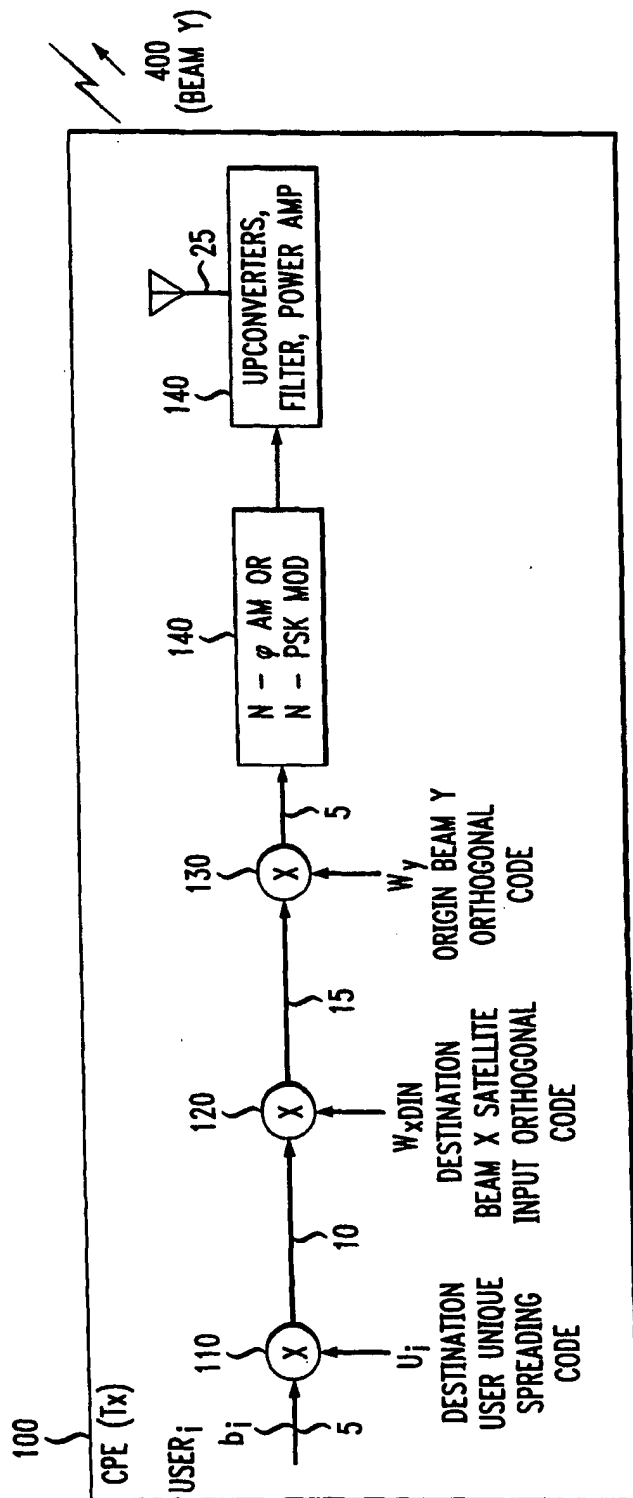 100
CPE (Tx)
USERi
bi
5
110
X
Ui
DESTINATION
USER UNIQUE
SPREADING
CODE
10
120
X
WxDIN
DESTINATION
BEAM X SATELLITE
INPUT ORTHOGONAL
CODE
15
130
X
Wy
ORIGIN BEAM Y
ORTHOGONAL
CODE
5
140
N - φ AM OR
N - PSK MOD
140
UPCONVERTERS,
FILTER, POWER AMP
25
400
(BEAM Y)